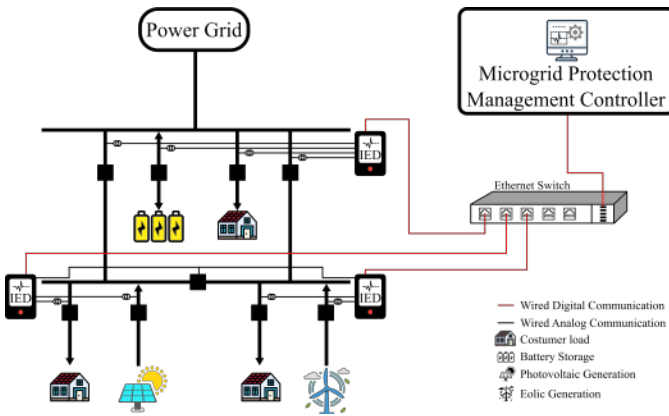 Power Grid
Microgrid Protection
Management Controller
IED
Ethernet Switch
IED
IED
Wired Digital Communication
Wired Analog Communication
Costumer load
Battery Storage
Photovoltaic Generation
Eolic Generation